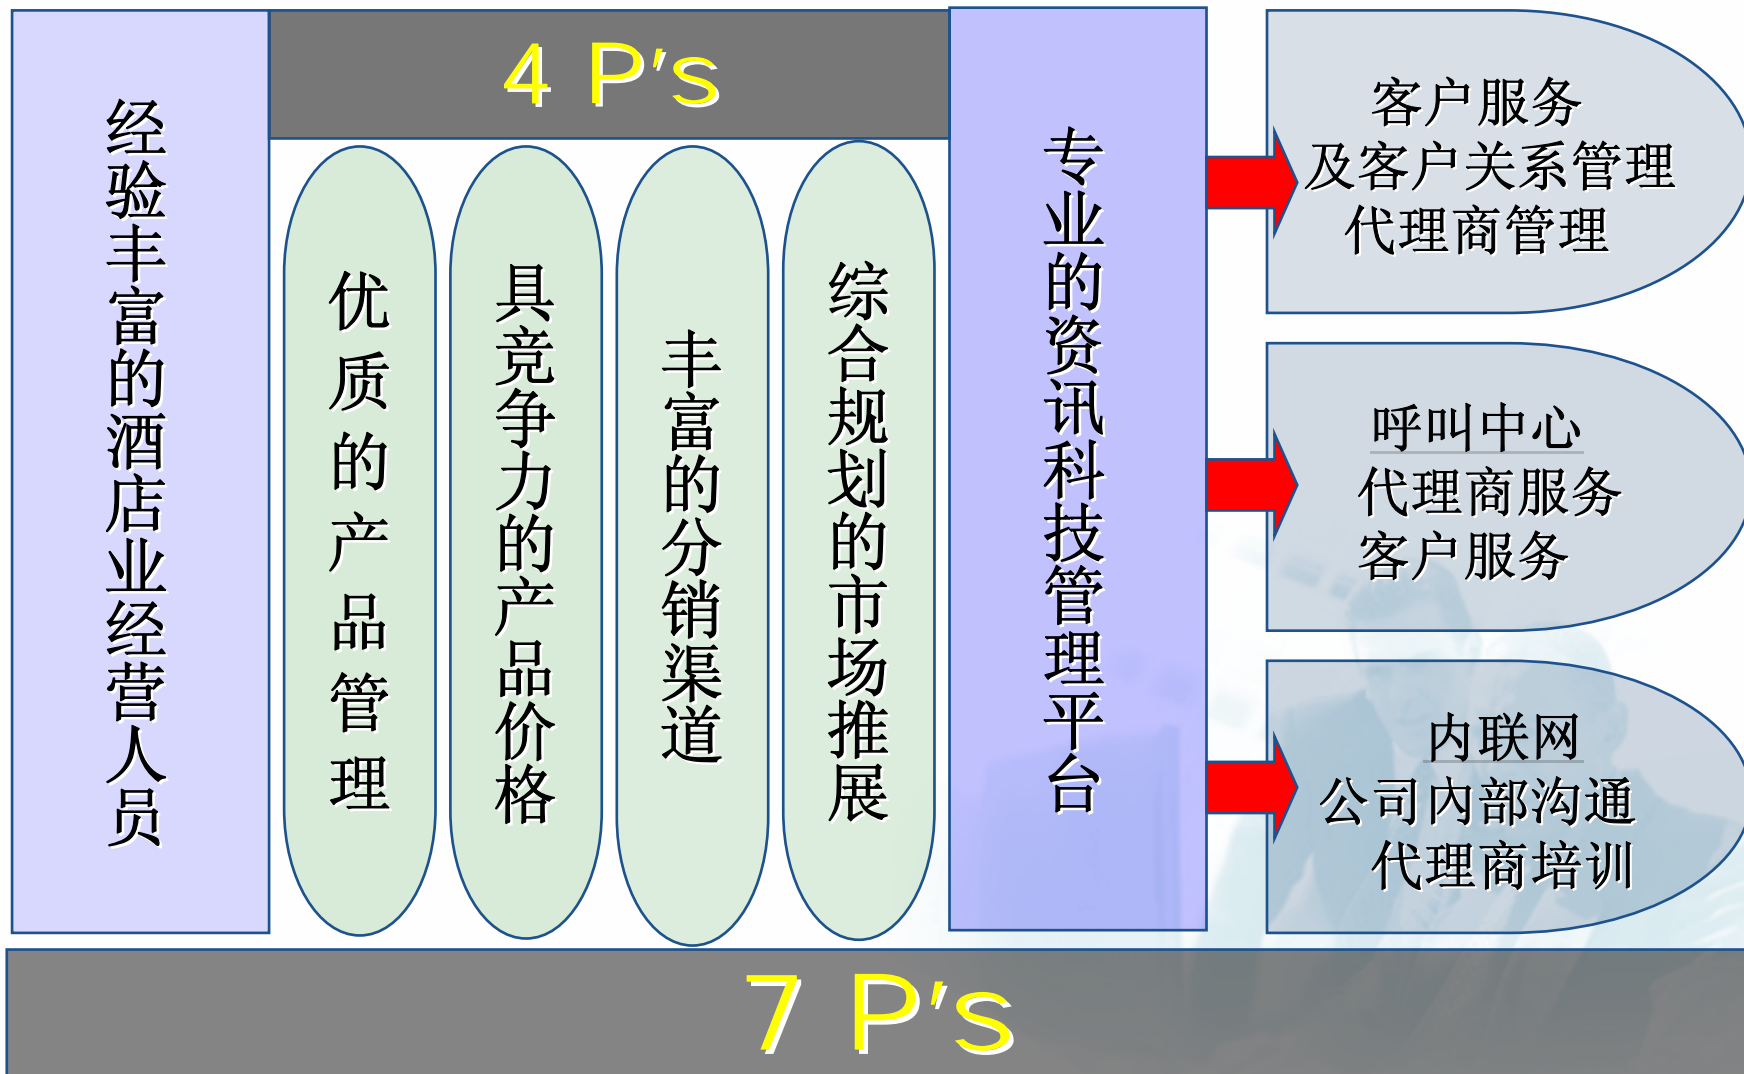 经验丰富的酒店业经营人员
4 P's
优质的产品管理
具竞争力的产品价格
丰富的分销渠道
综合规划的市场推展
专业的资讯科技管理平台
客户服务
及客户关系管理
代理商管理
呼叫中心
代理商服务
客户服务
内联网
公司內部沟通
代理商培训
7 P's